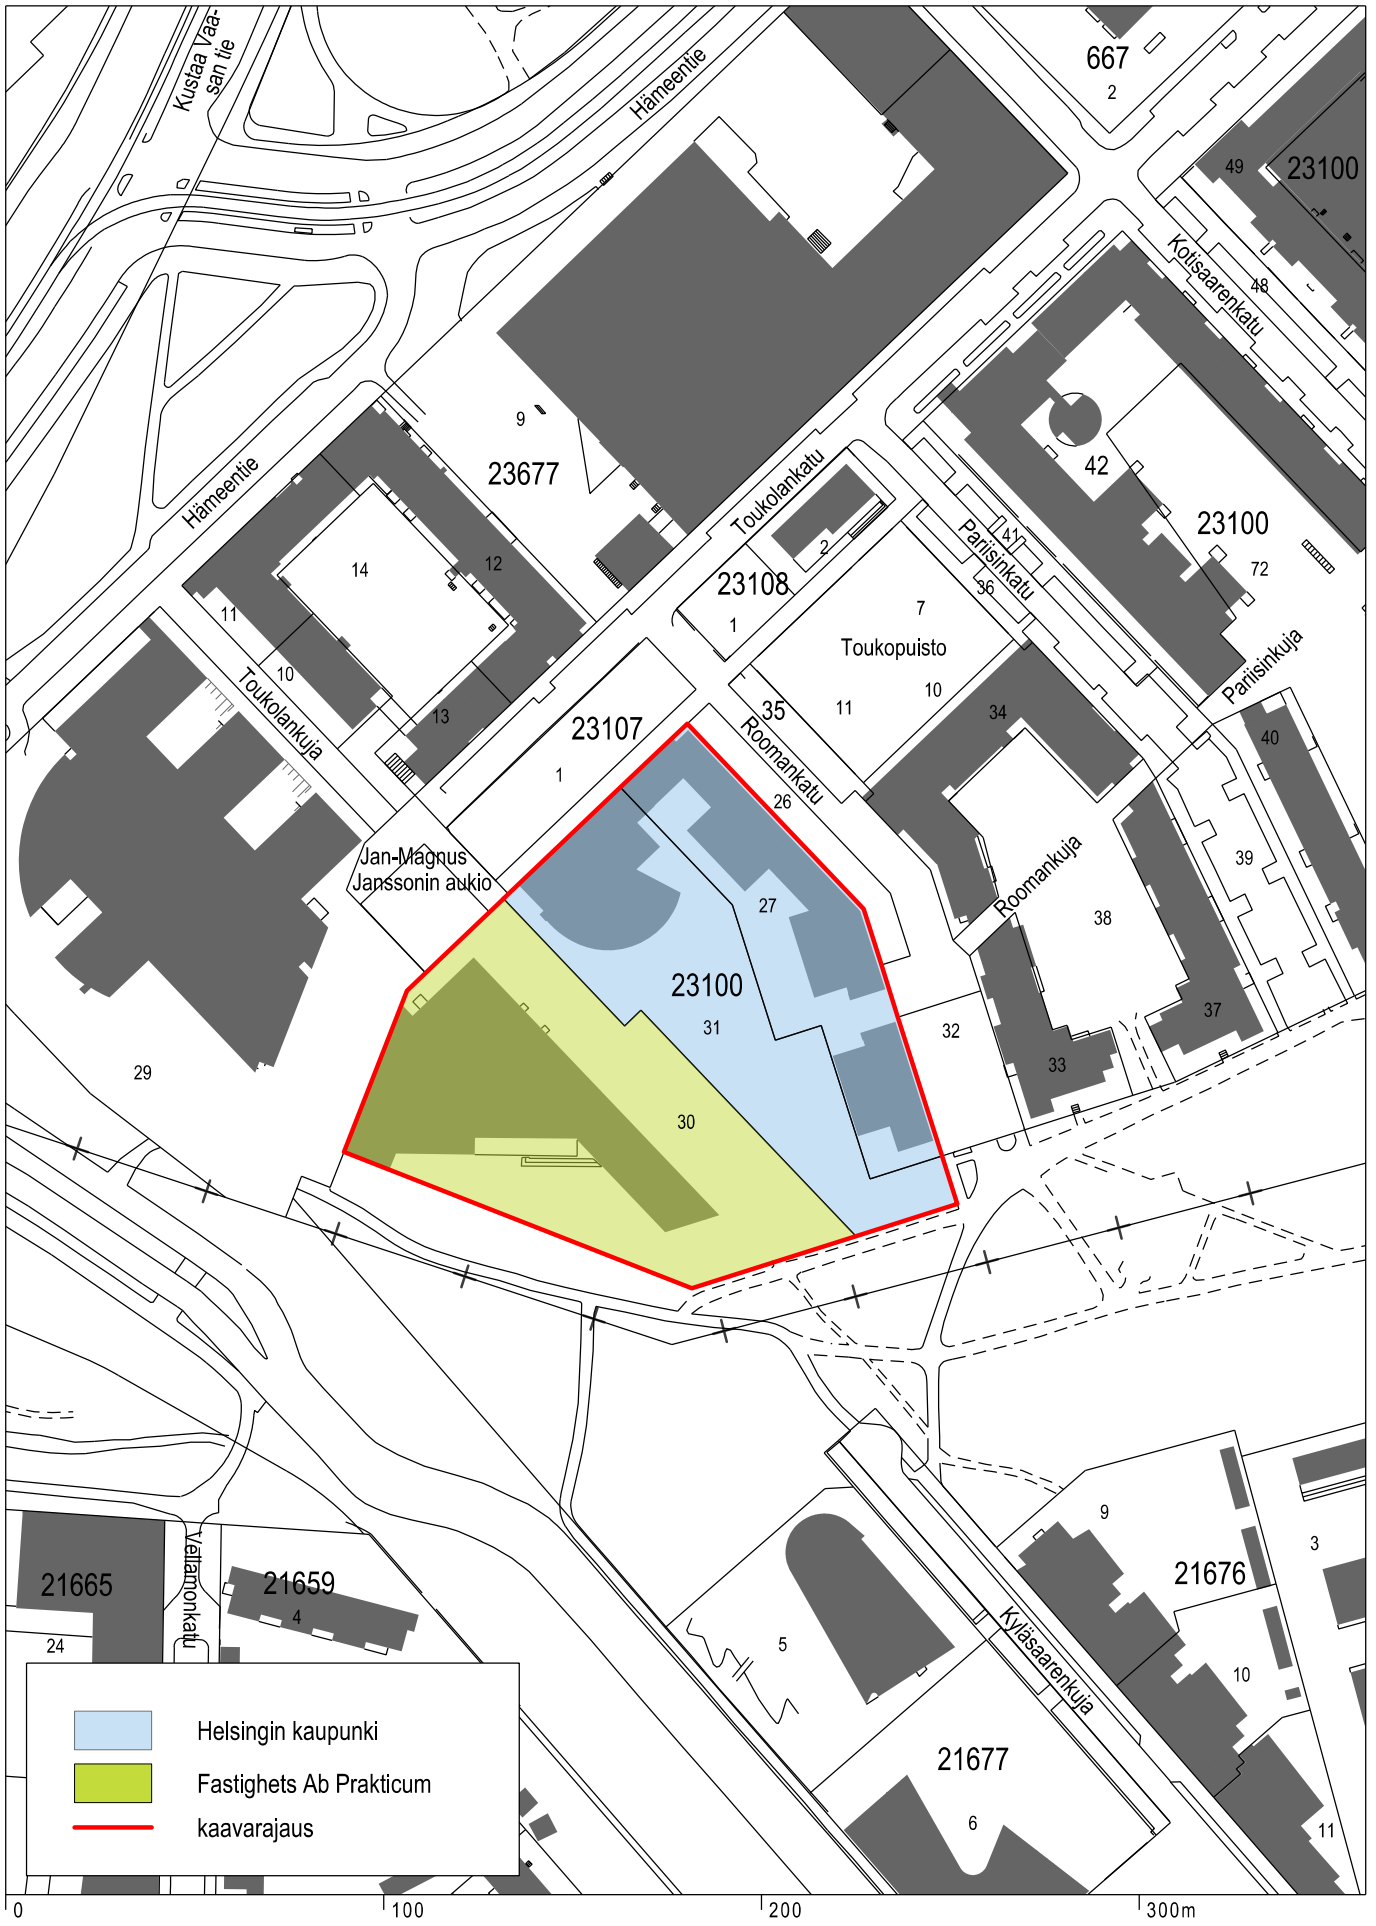 Kustaa Vaa-
san tie
Hämeentie
667
2
49
23100
Kotisaarenkatu
48
9
23677
42
23100
72
Hämeentie
Toukolankatu
2
23108
1
Pariisinkatu
41
36
7
Toukopuisto
11
10
14
12
11
10
13
Toukolankuja
23107
1
35
Roomankatu
26
34
Pariisinkuja
40
39
Jan-Magnus
Janssonin aukio
27
Roomankuja
38
23100
31
32
37
33
29
30
9
3
21676
10
21665
24
Vellamonkatu
21659
4
5
Kyläsaarenkuja
21677
6
11
Helsingin kaupunki
Fastighets Ab Prakticum
kaavarajaus
0
100
200
300m